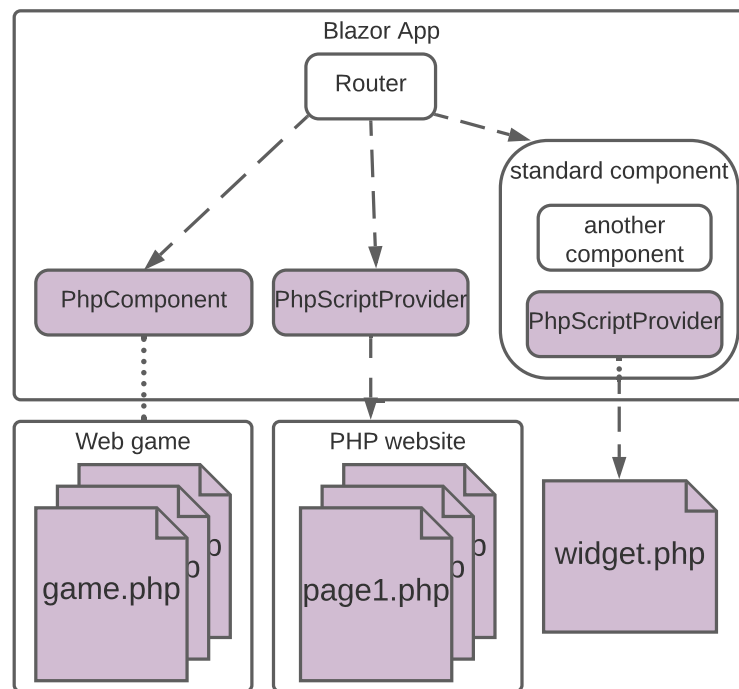 Blazor App
Router
standard component
another
component
PhpComponent
PhpScriptProvider
PhpScriptProvider
Web game
PHP website
game.php
p
p
page1.php
p
p
widget.php